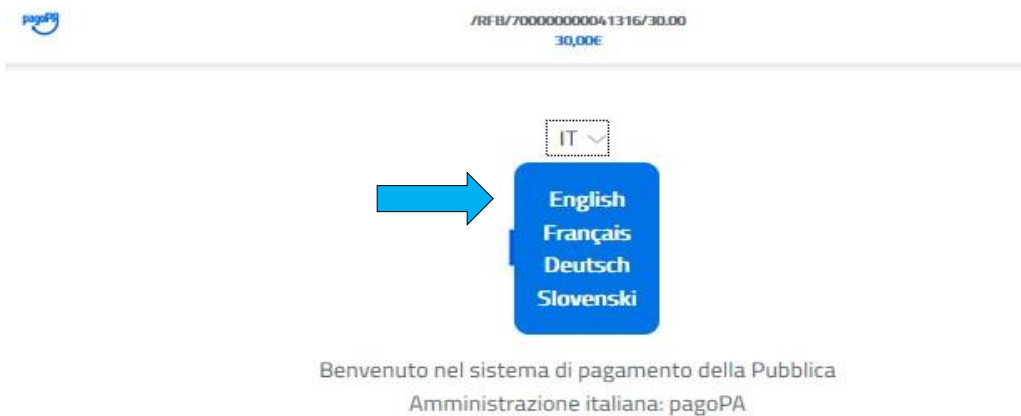 pagoPA
/RFB/700000000041316/30.00
30,00€
IT
English
Français
Deutsch
Slovenski
Benvenuto nel sistema di pagamento della Pubblica
Amministrazione italiana: pagoPA